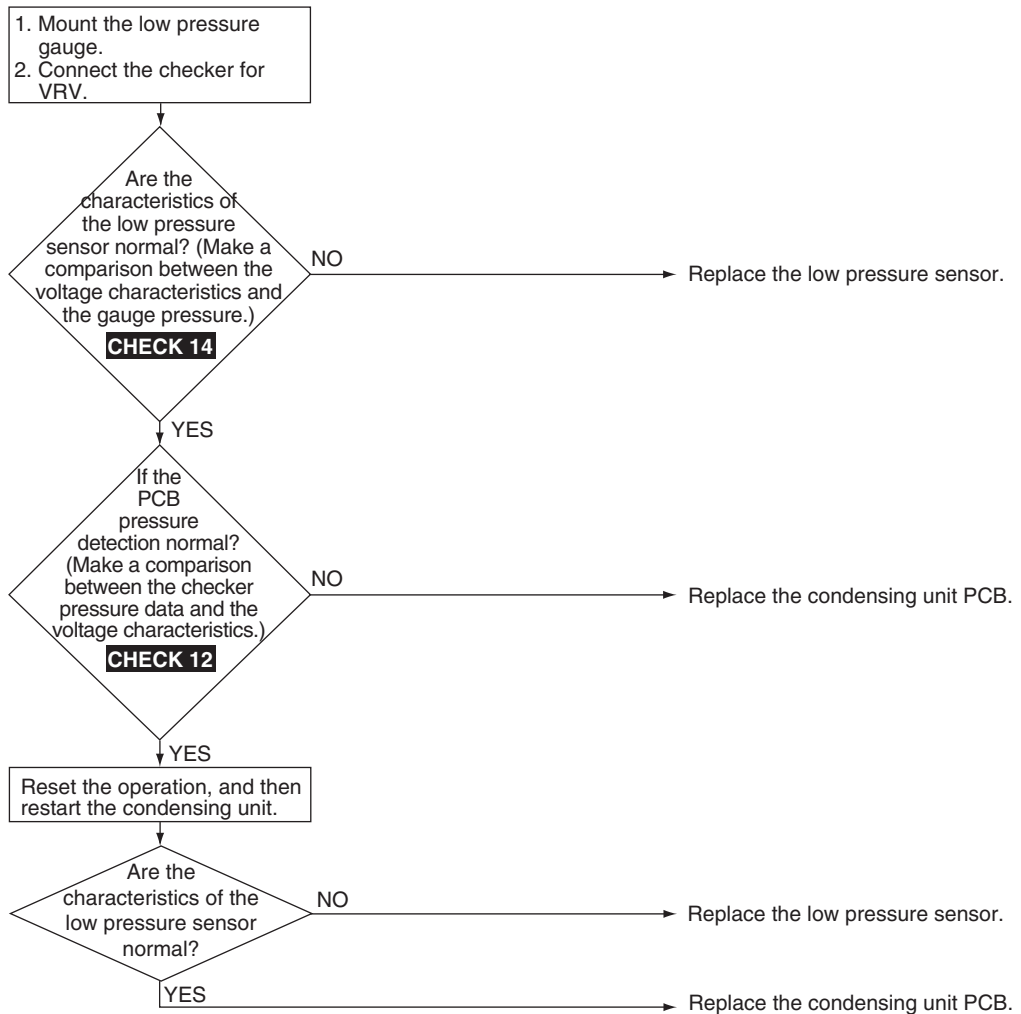 1. Mount the low pressure
gauge.
2. Connect the checker for
VRV.
Are the
characteristics of
the low pressure
sensor normal? (Make a
comparison between the
voltage characteristics and
the gauge pressure.)
CHECK 14
NO
Replace the low pressure sensor.
YES
If the
PCB
pressure
detection normal?
(Make a comparison
between the checker
pressure data and the
voltage characteristics.)
CHECK 12
NO
Replace the condensing unit PCB.
YES
Reset the operation, and then
restart the condensing unit.
Are the
characteristics of the
low pressure sensor
normal?
NO
Replace the low pressure sensor.
YES
Replace the condensing unit PCB.